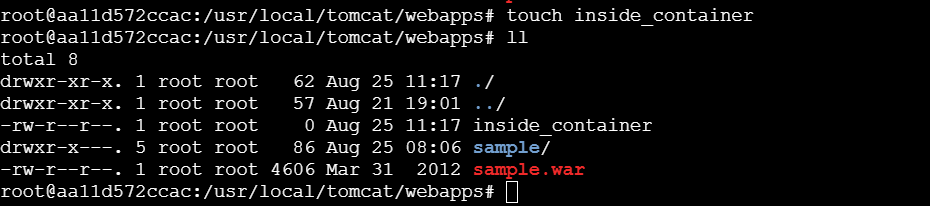 root@aa11d572ccac:/usr/local/tomcat/webapps# touch inside_container
root@aa11d572ccac:/usr/local/tomcat/webapps# ll
total 8
drwxr-xr-x. 1 root root   62 Aug 25 11:17 ./
drwxr-xr-x. 1 root root   57 Aug 21 19:01 ../
-rw-r--r--. 1 root root    0 Aug 25 11:17 inside_container
drwxr-x---. 5 root root   86 Aug 25 08:06 sample/
-rw-r--r--. 1 root root 4606 Mar 31  2012 sample.war
root@aa11d572ccac:/usr/local/tomcat/webapps#